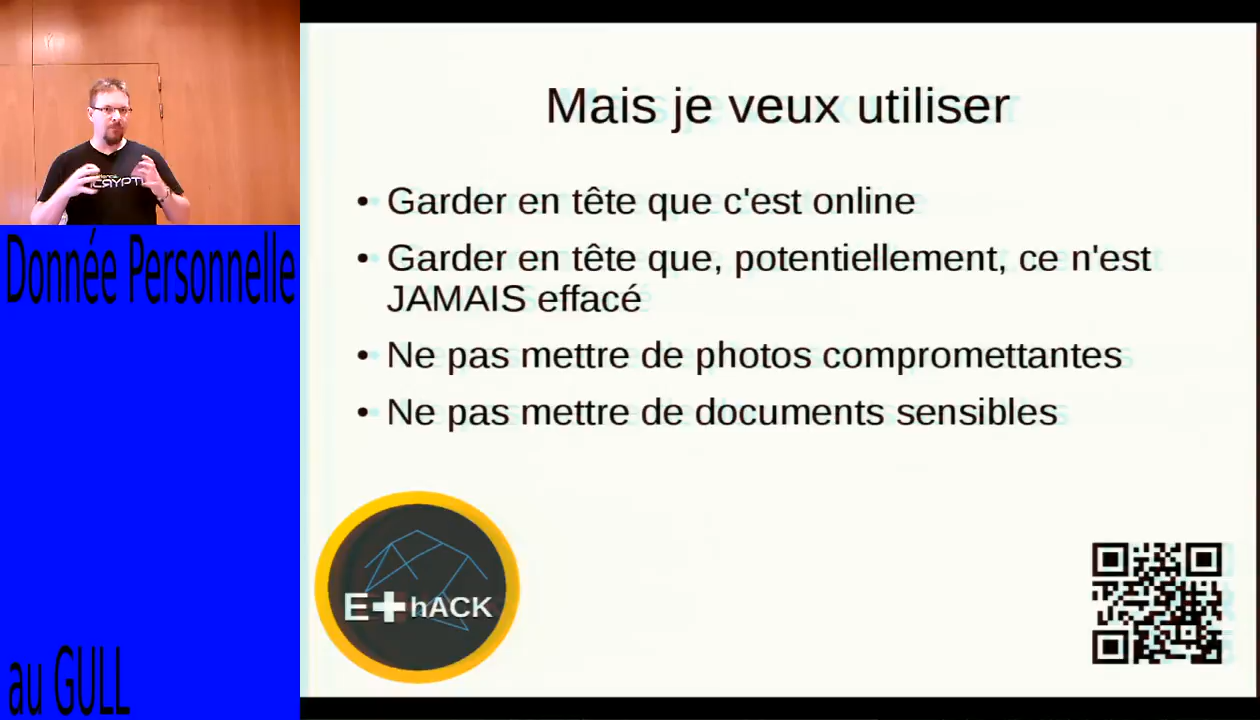 CRYPT
Donnée Personnelle
au GULL
Mais je veux utiliser
• Garder en tête que c'est online
• Garder en tête que, potentiellement, ce n'est
JAMAIS effacé
• Ne pas mettre de photos compromettantes
• Ne pas mettre de documents sensibles
E+hACK